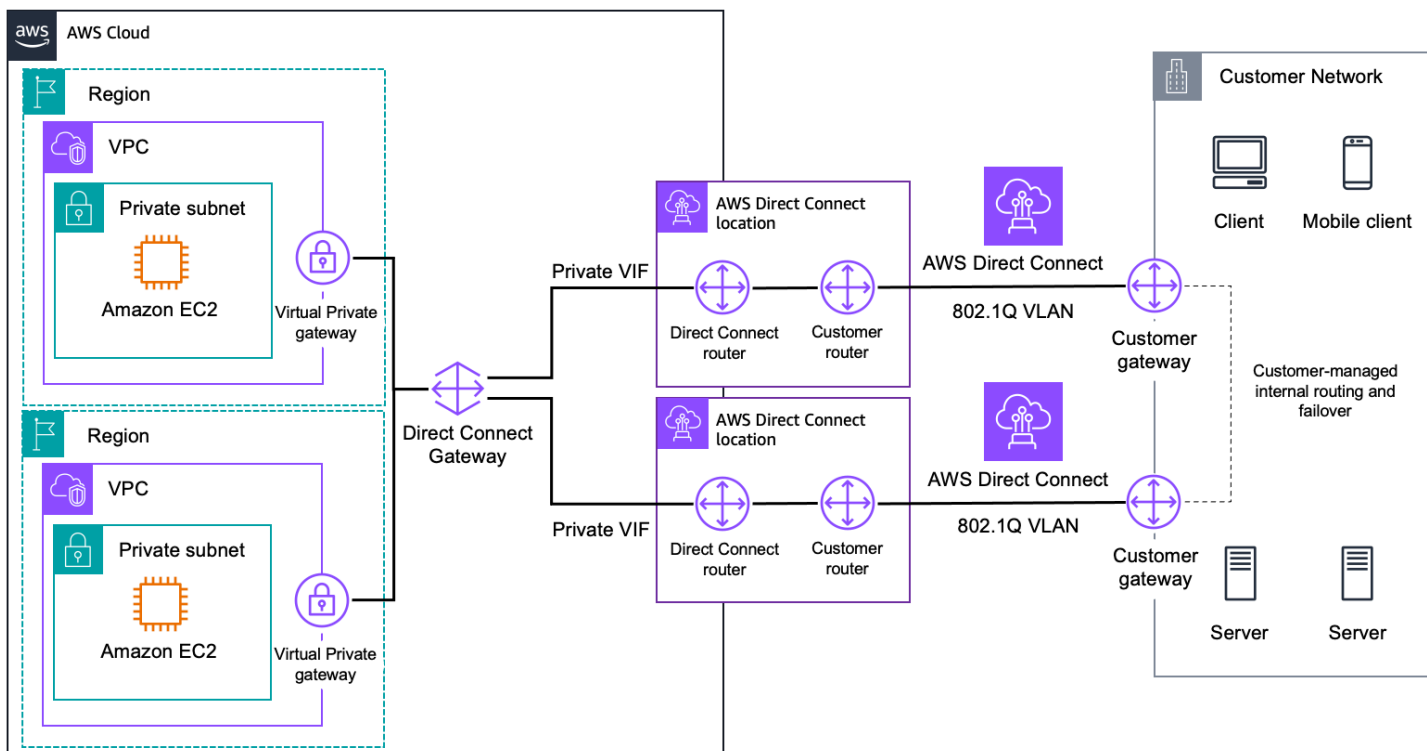 aws
AWS Cloud
Region
VPC
Private subnet
Amazon EC2
Virtual Private
gateway
Region
VPC
Private subnet
Amazon EC2
Virtual Private
gateway
Direct Connect
Gateway
Private VIF
AWS Direct Connect
location
Direct Connect
router
Customer
router
AWS Direct Connect
802.1Q VLAN
Private VIF
AWS Direct Connect
location
Direct Connect
router
Customer
router
AWS Direct Connect
802.1Q VLAN
Customer Network
Client
Mobile client
Customer
gateway
Customer-managed
internal routing and
failover
Customer
gateway
Server
Server